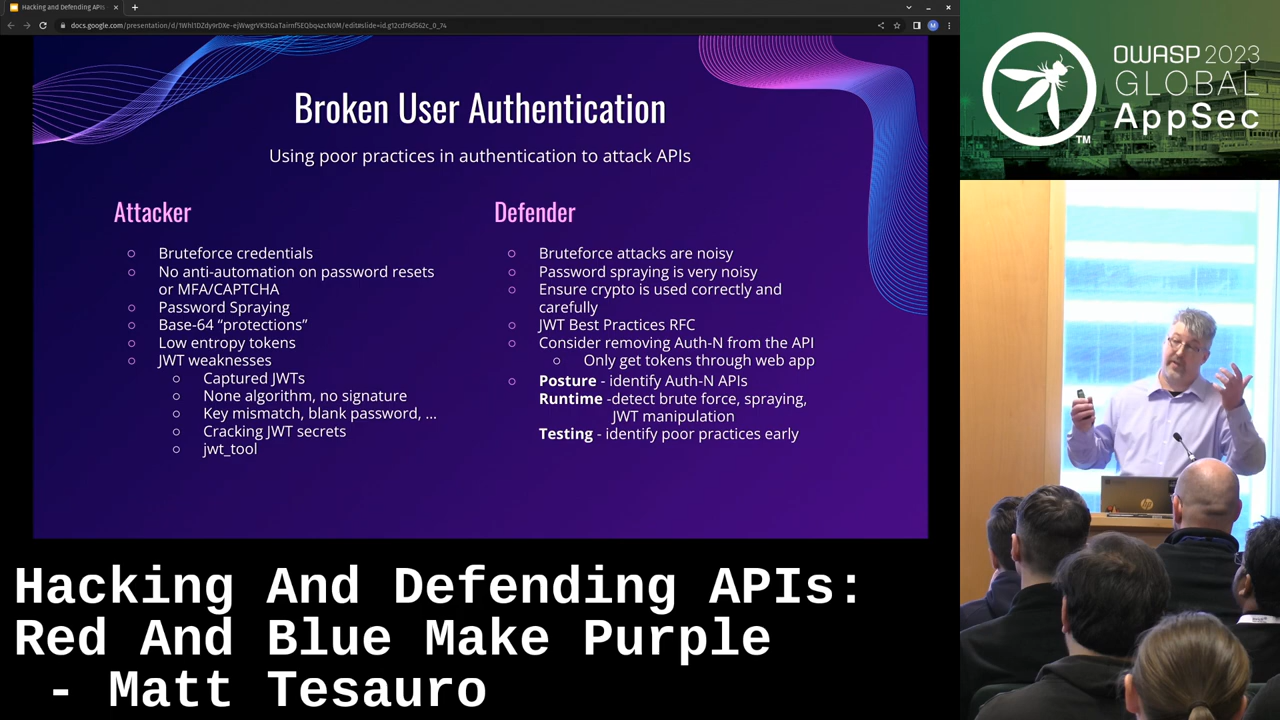 Hacking and Defending APIs -
docs.google.com/presentation/d/
Broken User Authentication
Using poor practices in authentication to attack APIs
Attacker
Bruteforce credentials
No anti-automation on password resets
or MFA/CAPTCHA
Password Spraying
Base-64 “protections”
Low entropy tokens
JWT weaknesses
Captured JWTs
None algorithm, no signature
Key mismatch, blank password, ...
Cracking JWT secrets
jwt_tool
Defender
Bruteforce attacks are noisy
Password spraying is very noisy
Ensure crypto is used correctly and
carefully
JWT Best Practices RFC
Consider removing Auth-N from the API
Only get tokens through web app
Posture - identify Auth-N APIs
Runtime -detect brute force, spraying,
JWT manipulation
Testing - identify poor practices early
OWASP 2023
GLOBAL
AppSec
TM
M
hp
Hacking And Defending APIs:
Red And Blue Make Purple
- Matt Tesauro